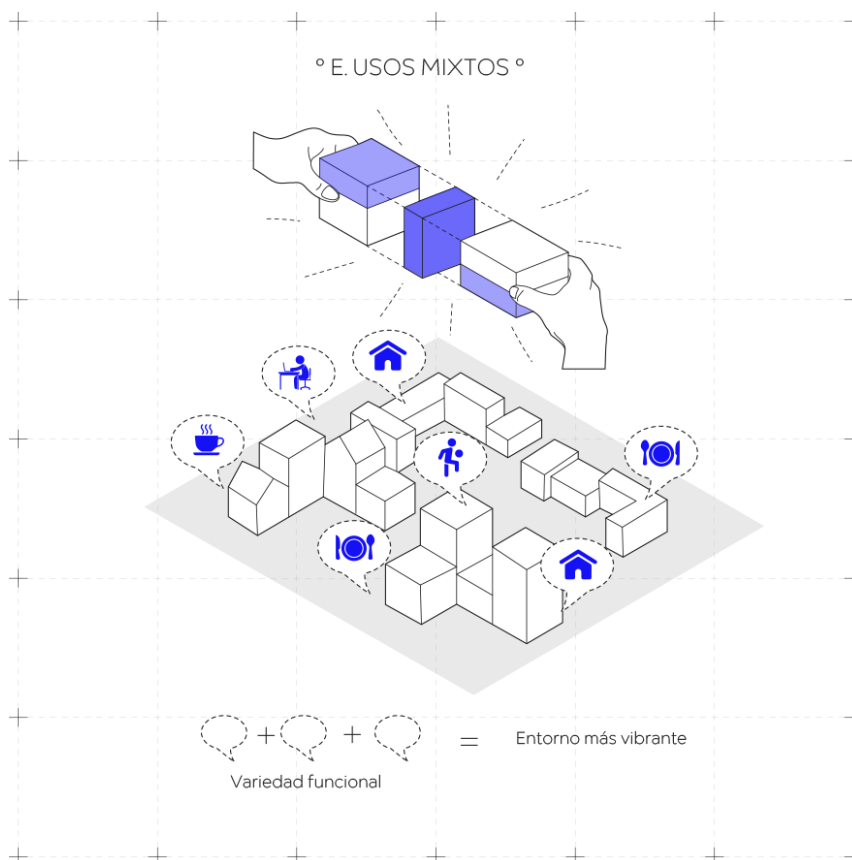 ° E. USOS MIXTOS °
+ + = Entorno más vibrante
Variedad funcional